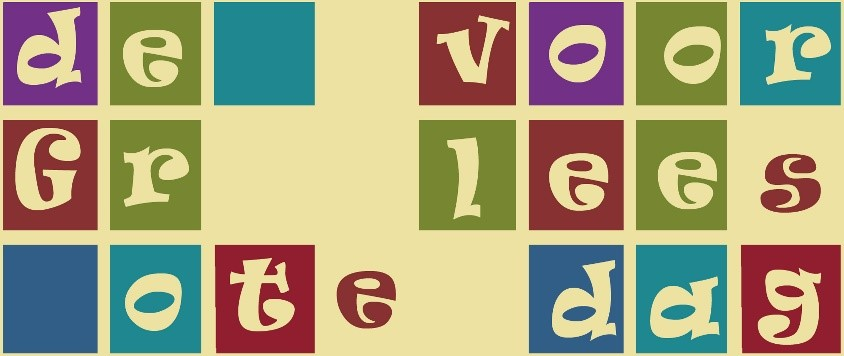 de voor
Gr lees
ote dag